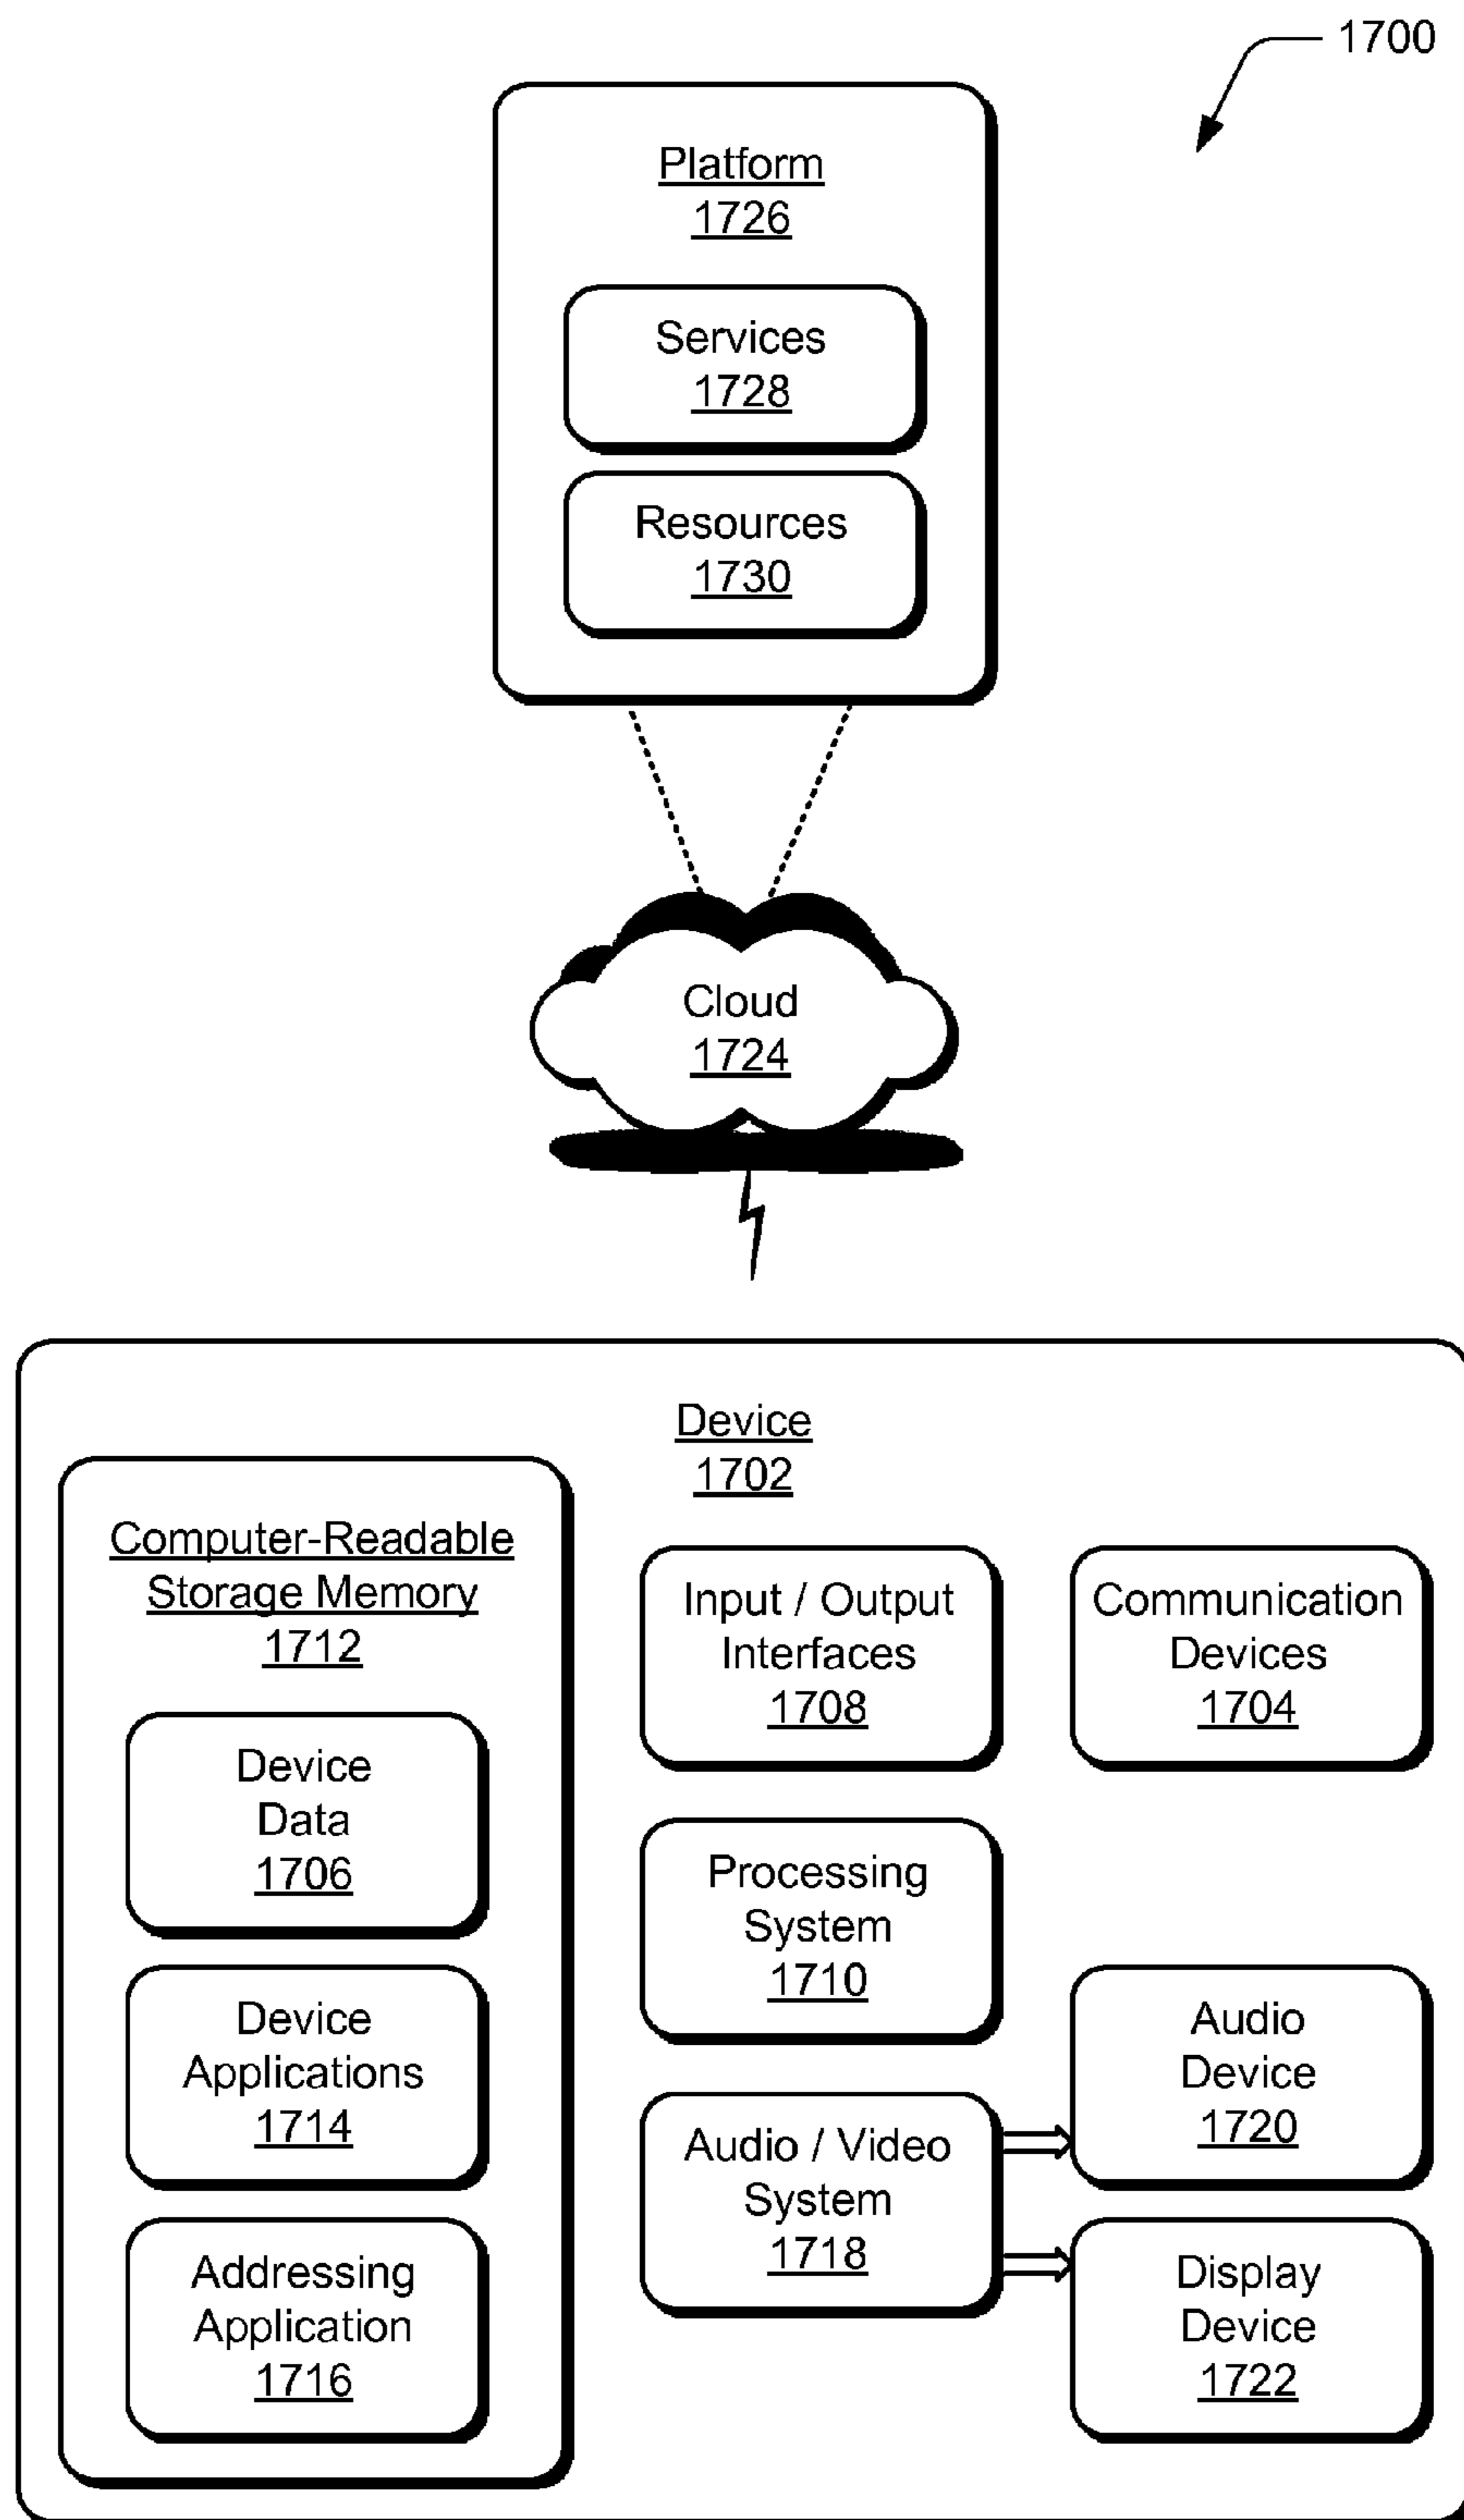 1700
Platform
1726
Services
1728
Resources
1730
Cloud
1724
Device
1702
Computer-Readable
Storage Memory
1712
Device
Data
1706
Device
Applications
1714
Addressing
Application
1716
Input / Output
Interfaces
1708
Communication
Devices
1704
Processing
System
1710
Audio / Video
System
1718
Audio
Device
1720
Display
Device
1722